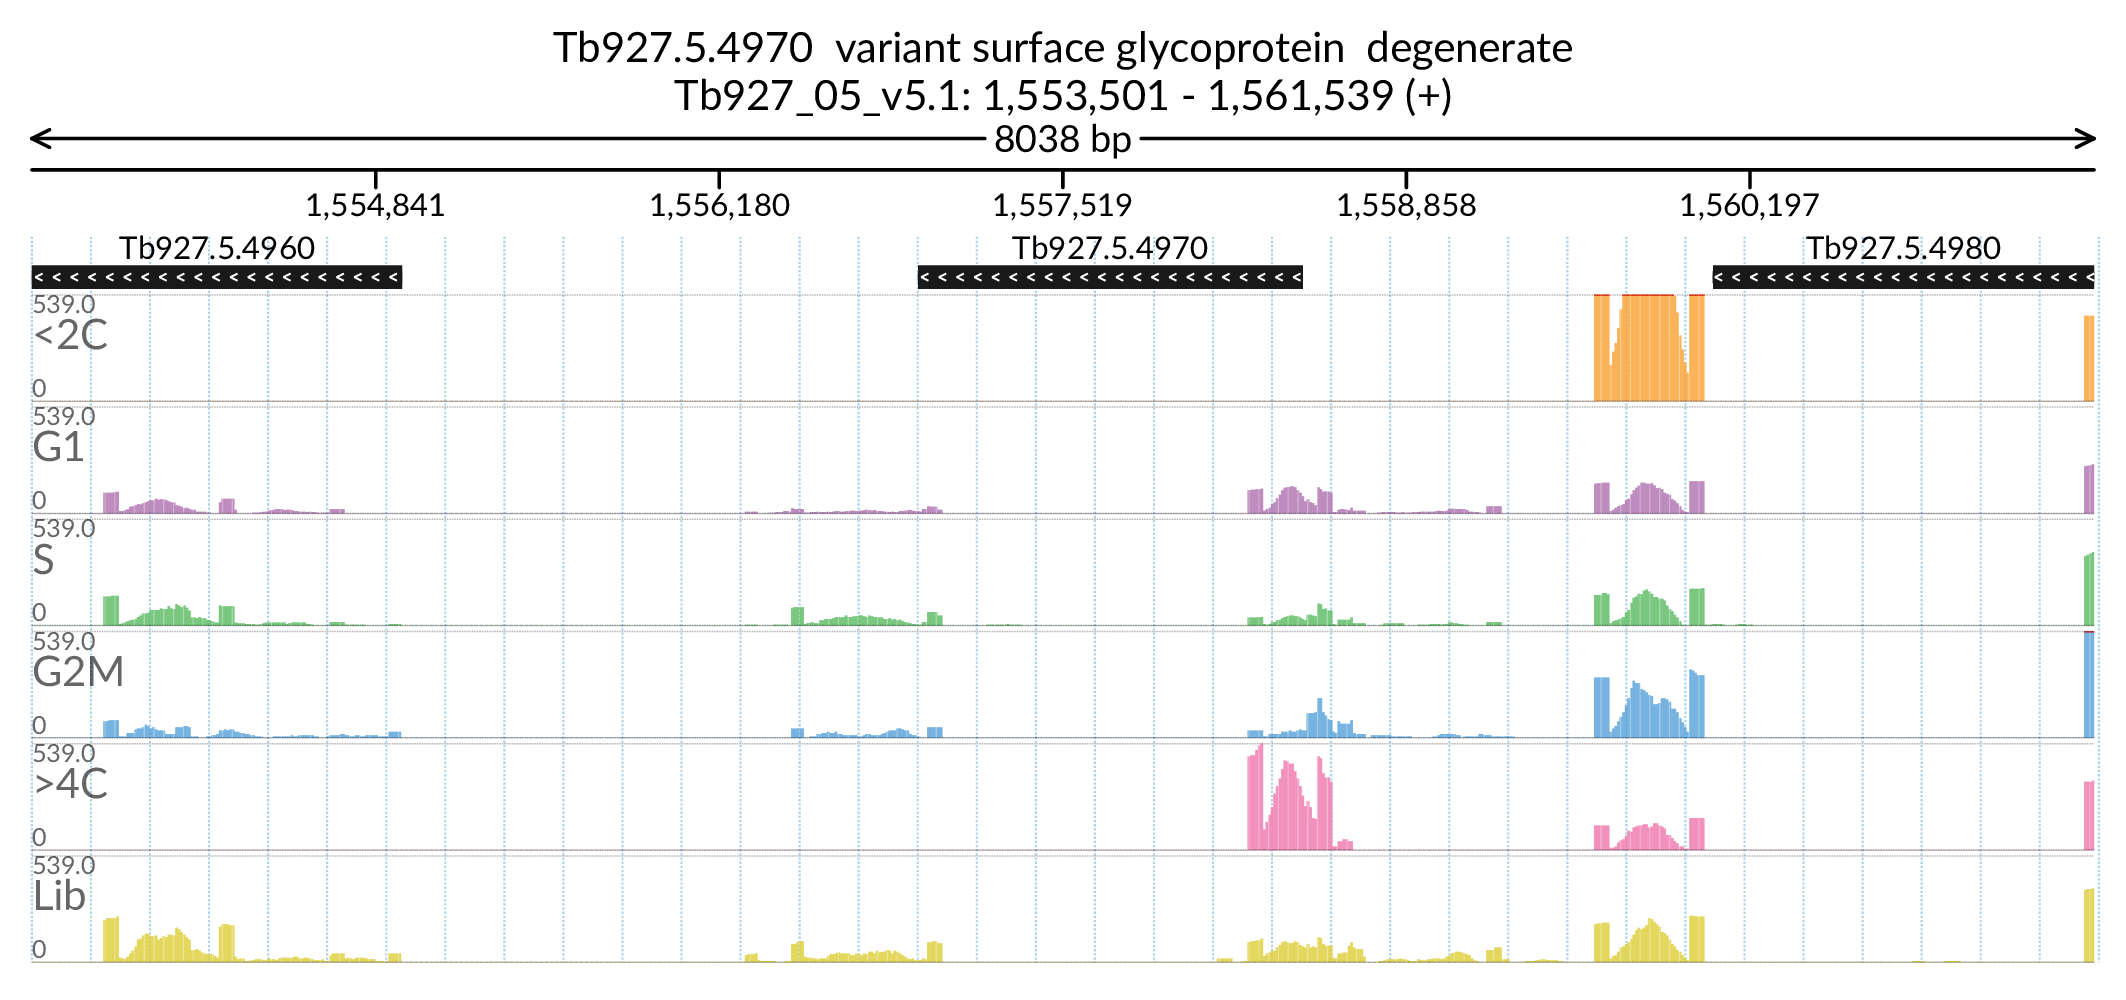 Tb927.5.4970 variant surface glycoprotein degenerate
Tb927_05_v5.1: 1,553,501 - 1,561,539 (+)
8038 bp
1,554,841 1,556,180 1,557,519 1,558,858 1,560,197
Tb927.5.4960 Tb927.5.4970 Tb927.5.4980
539.0
<2C
0
539.0
G1
0
539.0
S
0
539.0
G2M
0
539.0
>4C
0
539.0
Lib
0